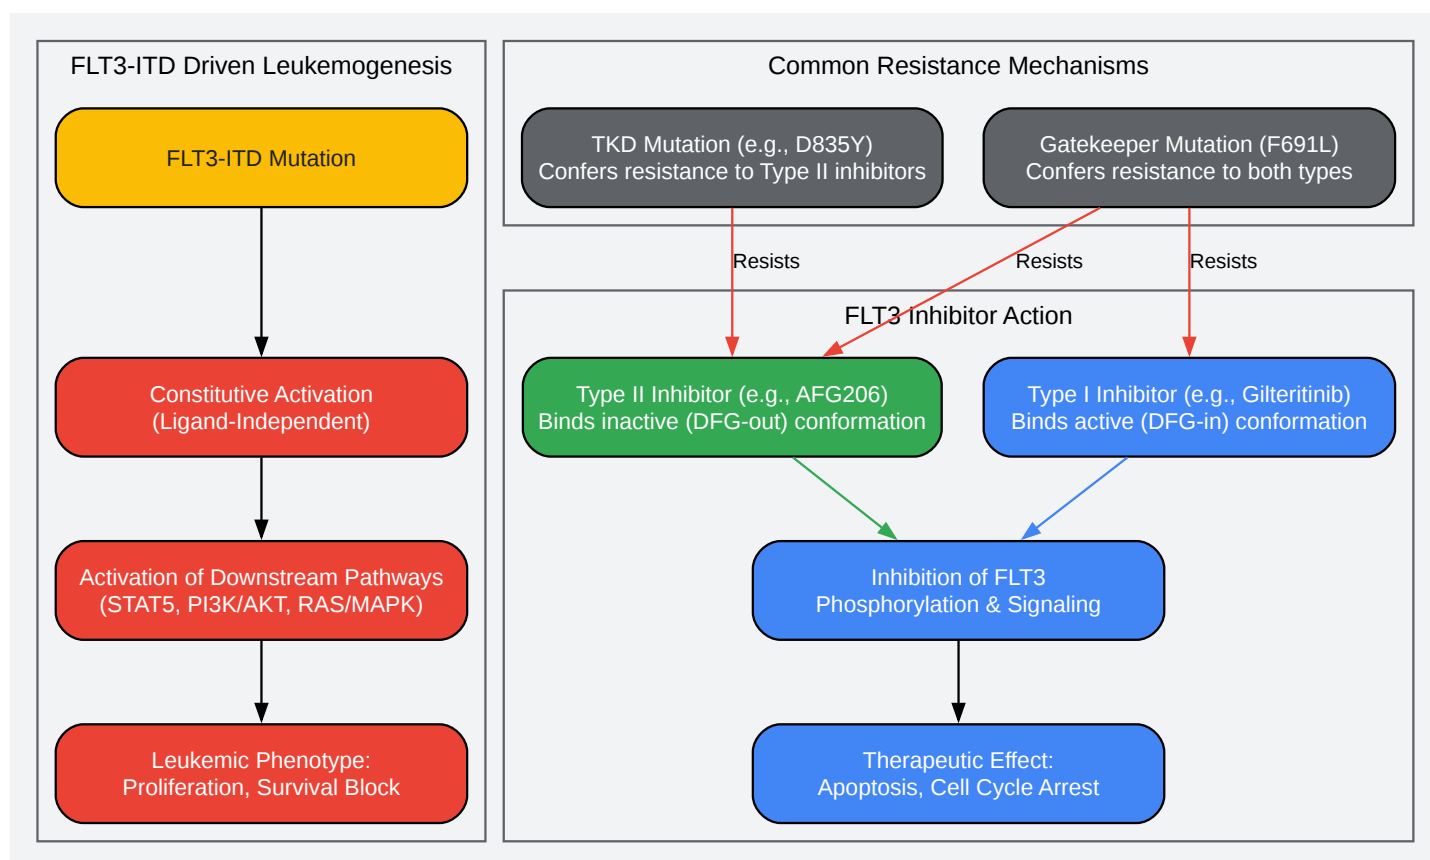 FLT3-ITD Driven Leukemogenesis
FLT3-ITD Mutation
Constitutive Activation
(Ligand-Independent)
Activation of Downstream Pathways
(STAT5, PI3K/AKT, RAS/MAPK)
Leukemic Phenotype:
Proliferation, Survival Block
Common Resistance Mechanisms
TKD Mutation (e.g., D835Y)
Confers resistance to Type II inhibitors
Gatekeeper Mutation (F691L)
Confers resistance to both types
Resists
Resists
Resists
FLT3 Inhibitor Action
Type II Inhibitor (e.g., AFG206)
Binds inactive (DFG-out) conformation
Type I Inhibitor (e.g., Gilteritinib)
Binds active (DFG-in) conformation
Inhibition of FLT3
Phosphorylation & Signaling
Therapeutic Effect:
Apoptosis, Cell Cycle Arrest